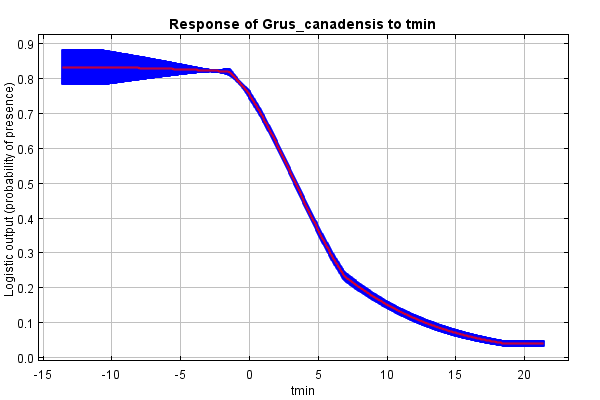 Response of Grus_canadensis to tmin
Logistic output (probability of presence)
0.9
0.8
0.7
0.6
0.5
0.4
0.3
0.2
0.1
0.0
-15 -10 -5 0 5 10 15 20
tmin